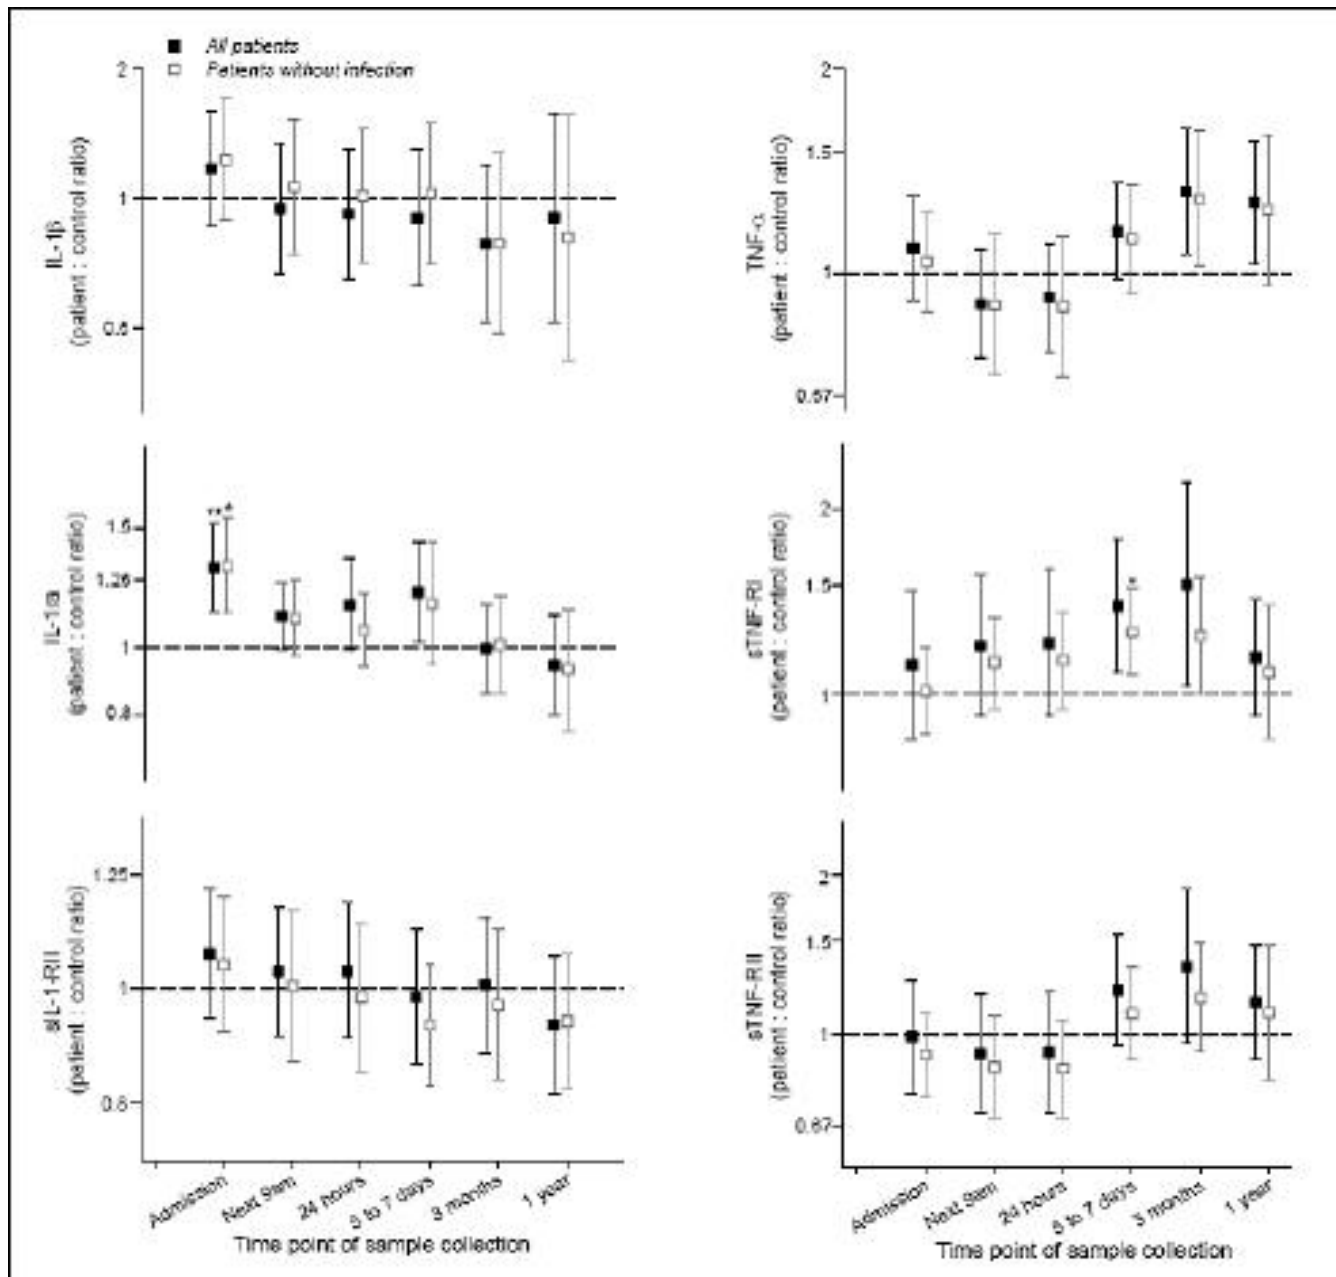 All patients
Patients without infection
2
1
0.5
IL-1β
(patient : control ratio)
2
1.5
1
0.67
TNF-α
(patient : control ratio)
** *
1.5
1.25
1
0.8
IL-1ra
(patient : control ratio)
*
2
1.5
1
sTNF-RI
(patient : control ratio)
1.25
1
0.8
sIL-1-RII
(patient : control ratio)
2
1.5
1
0.67
sTNF-RII
(patient : control ratio)
Admission
Next 9am
24 hours
5 to 7 days
3 months
1 year
Time point of sample collection
Admission
Next 9am
24 hours
5 to 7 days
3 months
1 year
Time point of sample collection